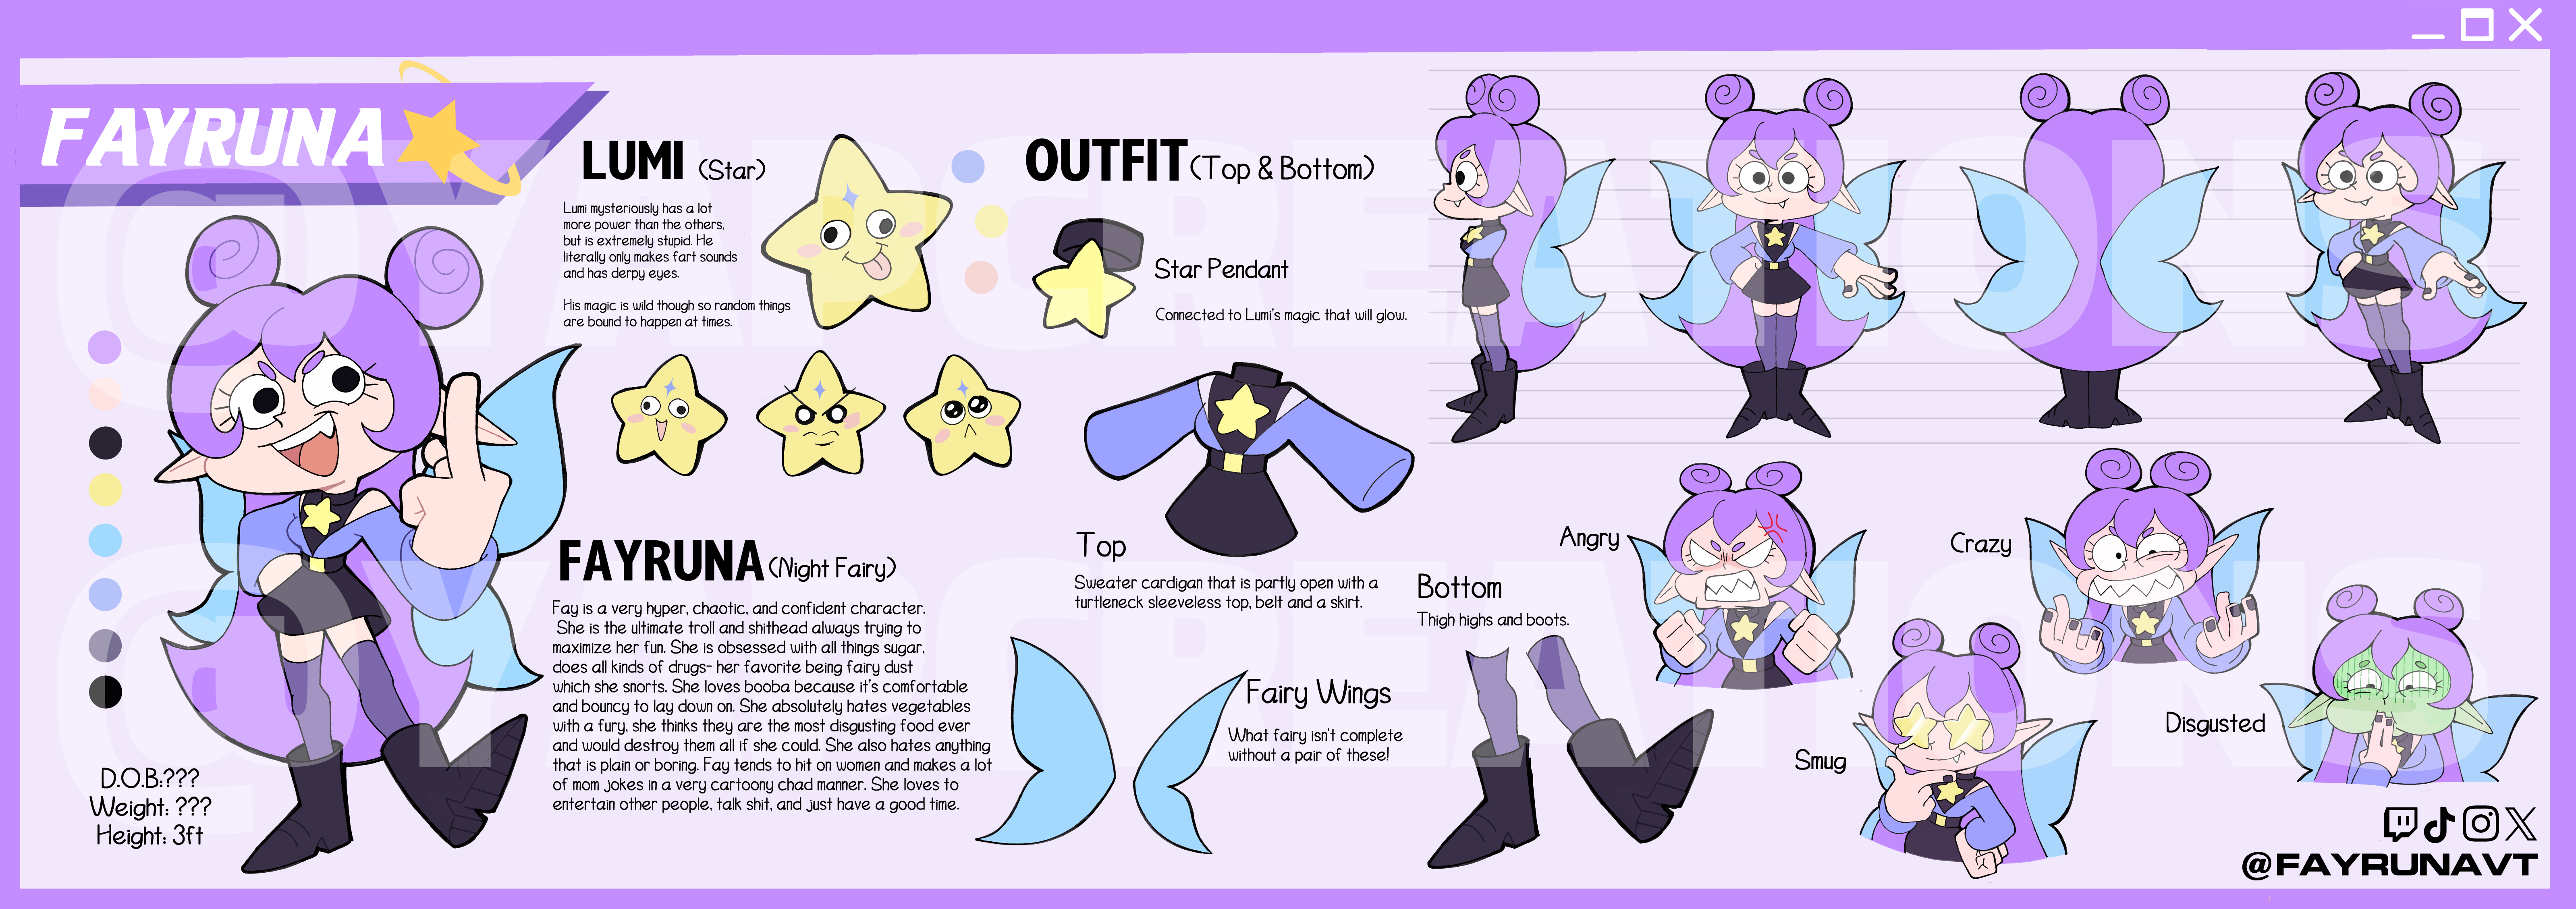 FAYRUNA
LUMI (Star)
Lumi mysteriously has a lot
more power than the others,
but is extremely stupid. He
literally only makes fart sounds
and has derpy eyes.
His magic is wild though so random things
are bound to happen at times.
OUTFIT (Top & Bottom)
Star Pendant
Connected to Lumi's magic that will glow.
Top
Sweater cardigan that is partly open with a
turtleneck sleeveless top, belt and a skirt.
Bottom
Thigh highs and boots.
Fairy Wings
What fairy isn't complete
without a pair of these!
FAYRUNA (Night Fairy)
Fay is a very hyper, chaotic, and confident character.
She is the ultimate troll and shithead always trying to
maximize her fun. She is obsessed with all things sugar,
does all kinds of drugs- her favorite being fairy dust
which she snorts. She loves booba because it's comfortable
and bouncy to lay down on. She absolutely hates vegetables
with a fury, she thinks they are the most disgusting food ever
and would destroy them all if she could. She also hates anything
that is plain or boring. Fay tends to hit on women and makes a lot
of mom jokes in a very cartoony chad manner. She loves to
entertain other people, talk shit, and just have a good time.
D.O.B.:???
Weight: ???
Height: 3ft
Angry
Crazy
Smug
Disgusted
@FAYRUNAVT
@YAPCREATIONS
@YAPCREATIONS